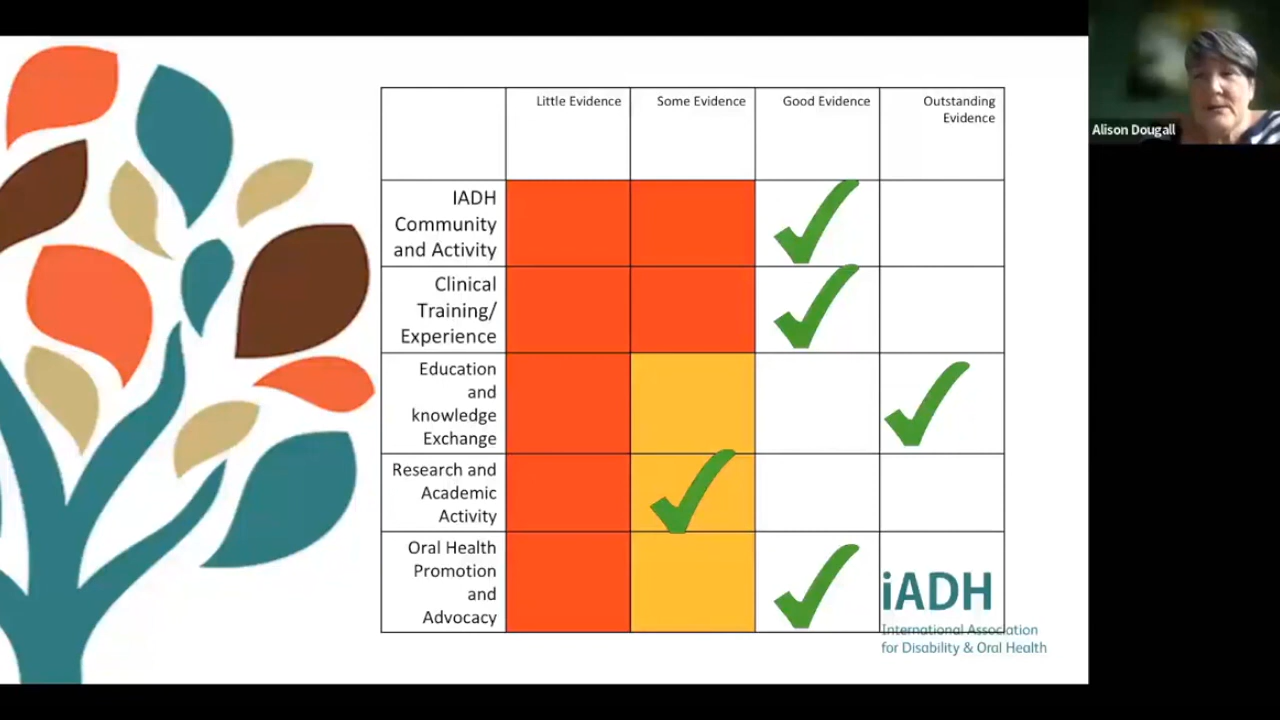 Little Evidence
Some Evidence
Good Evidence
Outstanding
Evidence
Alison Dougall
IADH
Community
and Activity
Clinical
Training/
Experience
Education
and
knowledge
Exchange
Research and
Academic
Activity
Oral Health
Promotion
and
Advocacy
iADH
International Association
for Disability & Oral Health